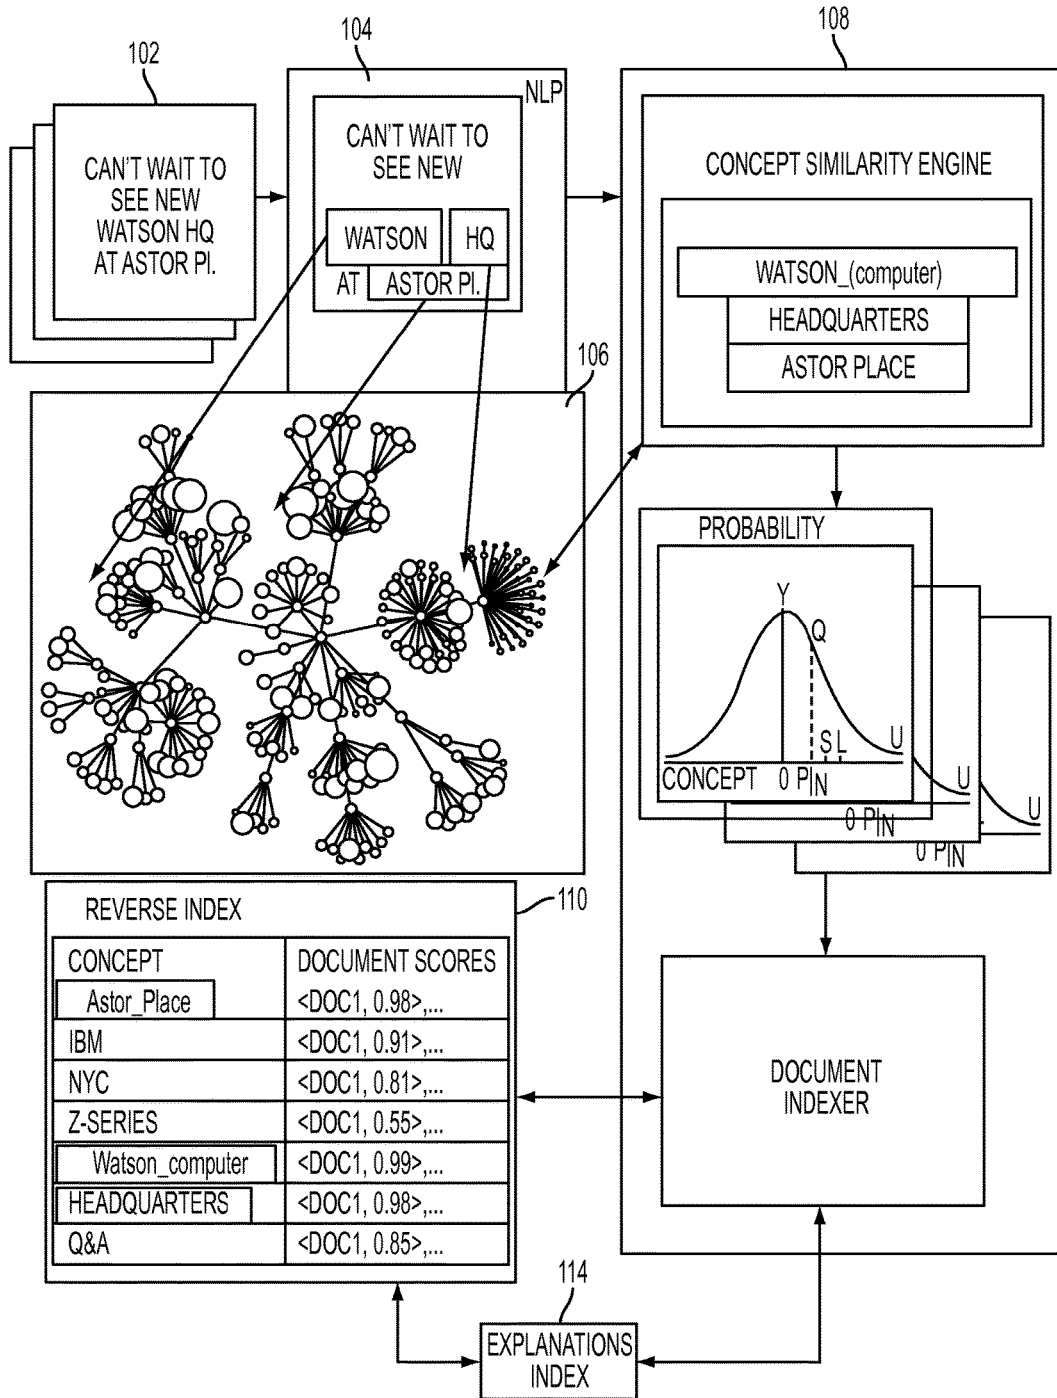 102
CAN'T WAIT TO
SEE NEW
WATSON HQ
AT ASTOR Pl.
104
NLP
CAN'T WAIT TO
SEE NEW
WATSON HQ
AT ASTOR Pl.
106
108
CONCEPT SIMILARITY ENGINE
WATSON_(computer)
HEADQUARTERS
ASTOR PLACE
PROBABILITY
Y
Q
S L U
CONCEPT 0 PIN
U
0 PIN
U
0 PIN
DOCUMENT
INDEXER
110
REVERSE INDEX
CONCEPT DOCUMENT SCORES
Astor_Place <DOC1, 0.98>,...
IBM <DOC1, 0.91>,...
NYC <DOC1, 0.81>,...
Z-SERIES <DOC1, 0.55>,...
Watson_computer <DOC1, 0.99>,...
HEADQUARTERS <DOC1, 0.98>,...
Q&A <DOC1, 0.85>,...
114
EXPLANATIONS
INDEX